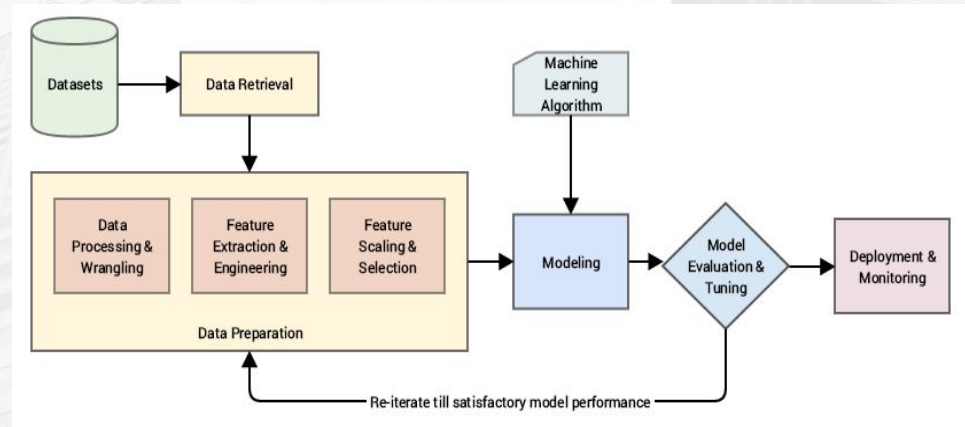 Datasets
Data Retrieval
Machine
Learning
Algorithm
Data
Processing &
Wrangling
Feature
Extraction &
Engineering
Feature
Scaling &
Selection
Data Preparation
Modeling
Model
Evaluation &
Tuning
Deployment &
Monitoring
Re-iterate till satisfactory model performance